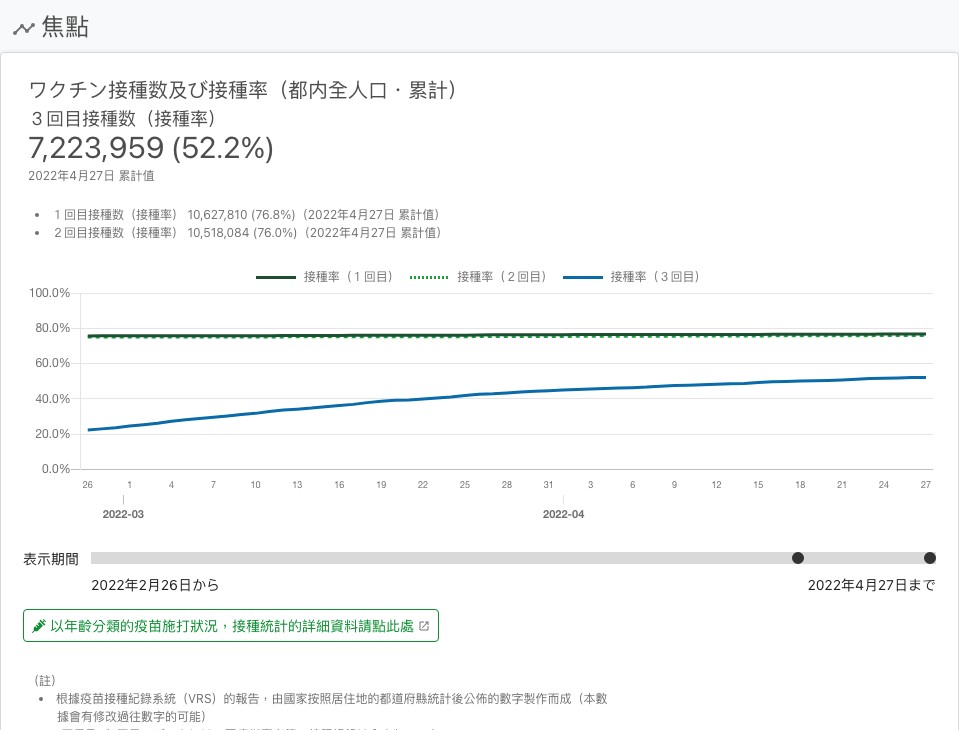 焦點
ワクチン接種数及び接種率（都内全人口・累計）
３回目接種数（接種率）
7,223,959 (52.2%)
2022年4月27日 累計值
１回目接種数（接種率） 10,627,810 (76.8%)（2022年4月27日 累計值）
２回目接種数（接種率） 10,518,084 (76.0%)（2022年4月27日 累計值）
接種率（１回目） 接種率（２回目） 接種率（３回目）
100.0%
80.0%
60.0%
40.0%
20.0%
0.0%
26 1 4 7 10 13 16 19 22 25 28 31 3 6 9 12 15 18 21 24 27
2022-03 2022-04
表示期間
2022年2月26日から 2022年4月27日まで
以年齡分類的疫苗施打狀況，接種統計的詳細資料請點此處
（註）
根據疫苗接種紀錄系統（VRS）的報告，由國家按照居住地的都道府縣統計後公佈的數字製作而成（本數
據會有修改過往數字的可能）